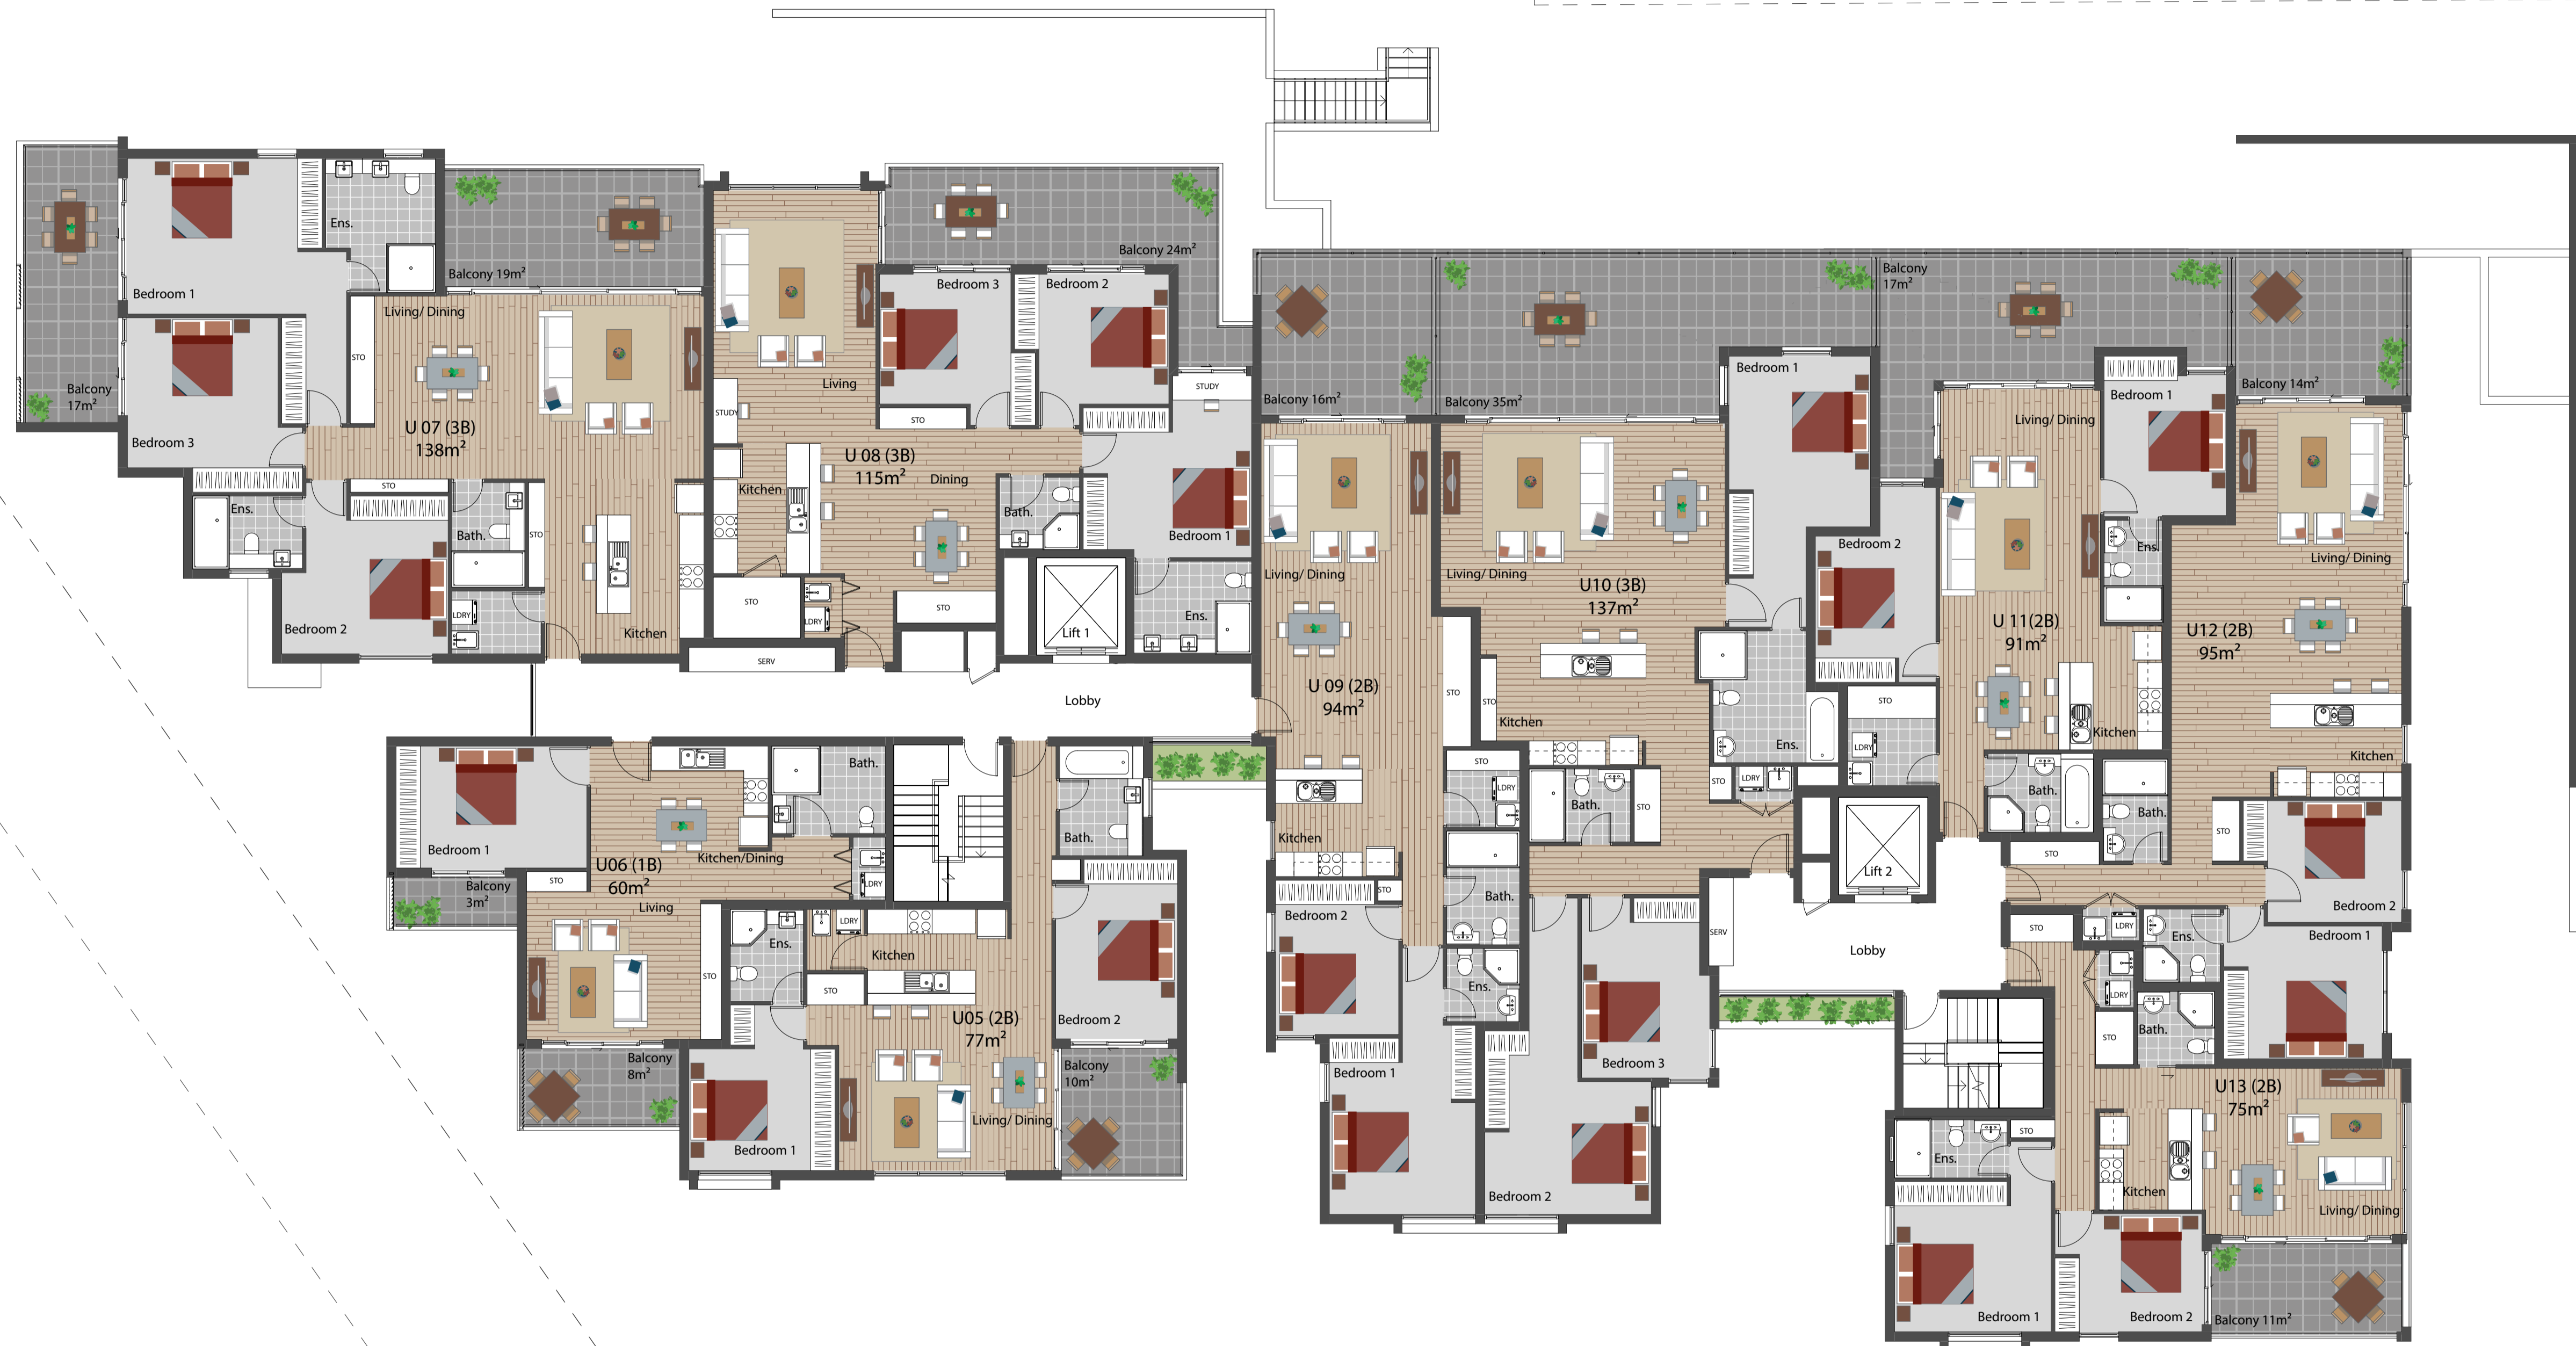 Ens.
Bedroom 1
Balcony 19m²
Living/ Dining
STO
Balcony
17m²
Bedroom 3
U 07 (3B)
138m²
STO
Ens.
Bath.
STO
LDRY
Bedroom 2
Kitchen
Balcony 24m²
Bedroom 3
Bedroom 2
Living
STUDY
STUDY
STO
U 08 (3B)
115m²
Dining
Kitchen
Bath.
Bedroom 1
STO
LDRY
STO
Lift 1
Ens.
SERV
Lobby
Balcony 16m²
Living/ Dining
U 09 (2B)
94m²
STO
Kitchen
STO
LDRY
Bath.
STO
Bedroom 2
Ens.
Bedroom 1
Balcony 35m²
Bedroom 1
Living/ Dining
U10 (3B)
137m²
STO
Kitchen
Ens.
STO
LDRY
Bath.
STO
Bedroom 3
Bedroom 2
SERV
Balcony
17m²
Living/ Dining
Bedroom 1
Bedroom 2
Ens.
U 11(2B)
91m²
STO
LDRY
Kitchen
Bath.
Balcony 14m²
Living/ Dining
U12 (2B)
95m²
Kitchen
Bath.
STO
STO
Bedroom 2
LDRY
Ens.
Bedroom 1
Lift 2
Lobby
STO
LDRY
STO
Bath.
U13 (2B)
75m²
STO
Ens.
Kitchen
Living/ Dining
Bedroom 1
Bedroom 2
Balcony 11m²
Bedroom 1
Bath.
Kitchen/Dining
U06 (1B)
60m²
STO
Balcony
3m²
LDRY
Living
STO
Balcony
8m²
Bath.
Ens.
LDRY
Kitchen
STO
U05 (2B)
77m²
Bedroom 2
Balcony
10m²
Living/ Dining
Bedroom 1